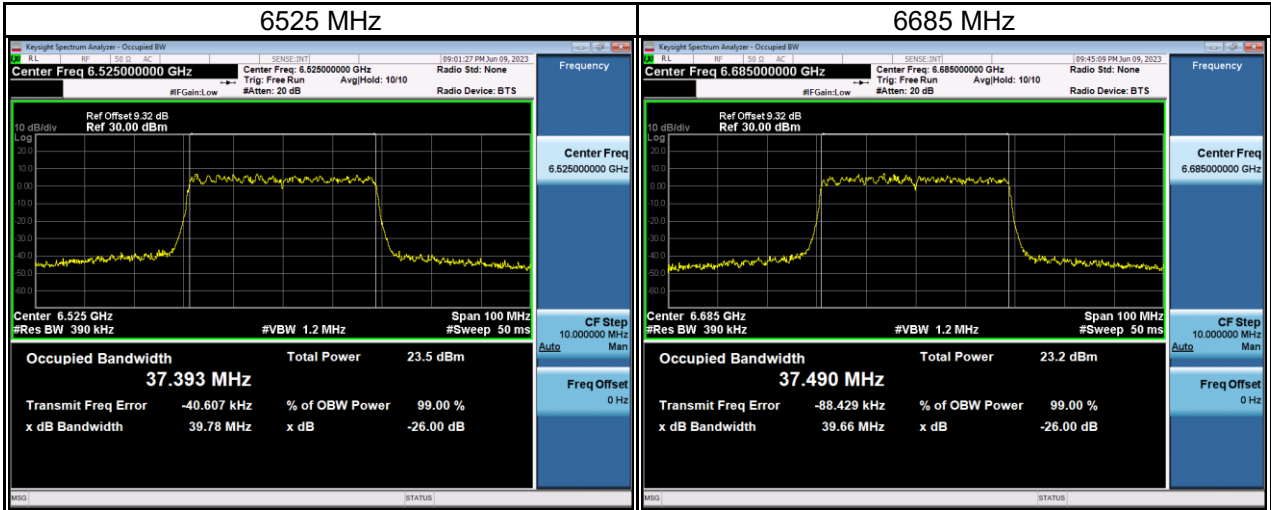 6525 MHz
Keysight Spectrum Analyzer - Occupied BW
RL RF 50 Ω AC SENSE:INT 09:01:27 PM Jun 09, 2023
Center Freq 6.525000000 GHz Center Freq: 6.525000000 GHz Radio Std: None
Trig: Free Run Avg|Hold: 10/10
#IFGain:Low #Atten: 20 dB Radio Device: BTS
Ref Offset 9.32 dB
10 dB/div Ref 30.00 dBm
Log
20.0
10.0
0.00
-10.0
-20.0
-30.0
-40.0
-50.0
-60.0
Center 6.525 GHz Span 100 MHz
#Res BW 390 kHz #VBW 1.2 MHz #Sweep 50 ms
Occupied Bandwidth Total Power 23.5 dBm
37.393 MHz
Transmit Freq Error -40.607 kHz % of OBW Power 99.00 %
x dB Bandwidth 39.78 MHz x dB -26.00 dB
MSG STATUS
Frequency
Center Freq
6.525000000 GHz
CF Step
10.000000 MHz
Auto Man
Freq Offset
0 Hz
6685 MHz
Keysight Spectrum Analyzer - Occupied BW
RL RF 50 Ω AC SENSE:INT 09:45:09 PM Jun 09, 2023
Center Freq 6.685000000 GHz Center Freq: 6.685000000 GHz Radio Std: None
Trig: Free Run Avg|Hold: 10/10
#IFGain:Low #Atten: 20 dB Radio Device: BTS
Ref Offset 9.32 dB
10 dB/div Ref 30.00 dBm
Log
20.0
10.0
0.00
-10.0
-20.0
-30.0
-40.0
-50.0
-60.0
Center 6.685 GHz Span 100 MHz
#Res BW 390 kHz #VBW 1.2 MHz #Sweep 50 ms
Occupied Bandwidth Total Power 23.2 dBm
37.490 MHz
Transmit Freq Error -88.429 kHz % of OBW Power 99.00 %
x dB Bandwidth 39.66 MHz x dB -26.00 dB
MSG STATUS
Frequency
Center Freq
6.685000000 GHz
CF Step
10.000000 MHz
Auto Man
Freq Offset
0 Hz